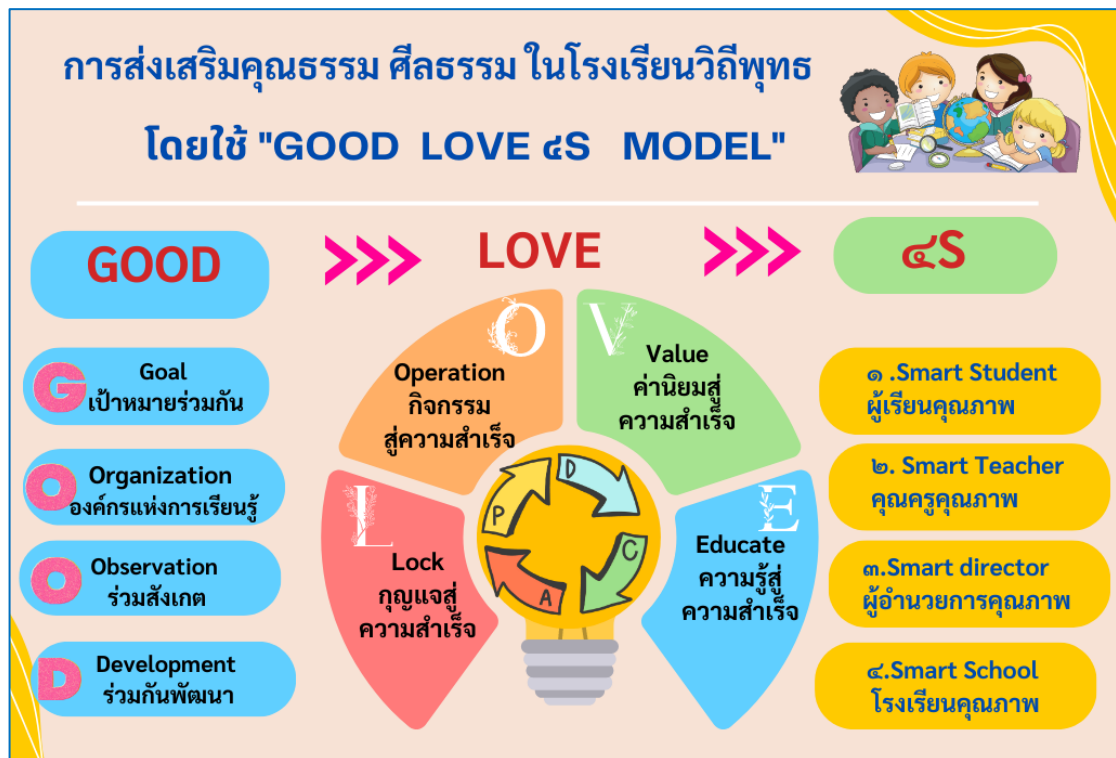 การส่งเสริมคุณธรรม ศีลธรรม ในโรงเรียนวิถีพุทธ
โดยใช้ "GOOD LOVE ๔S MODEL"
GOOD
LOVE
๔S
G
Goal
เป้าหมายร่วมกัน
O
Organization
องค์กรแห่งการเรียนรู้
O
Observation
ร่วมสังเกต
D
Development
ร่วมกันพัฒนา
L
Lock
กุญแจสู่
ความสำเร็จ
O
Operation
กิจกรรม
สู่ความสำเร็จ
V
Value
ค่านิยมสู่
ความสำเร็จ
E
Educate
ความรู้สู่
ความสำเร็จ
P
D
C
A
๑ .Smart Student
ผู้เรียนคุณภาพ
๒. Smart Teacher
คุณครูคุณภาพ
๓.Smart director
ผู้อำนวยการคุณภาพ
๔.Smart School
โรงเรียนคุณภาพ